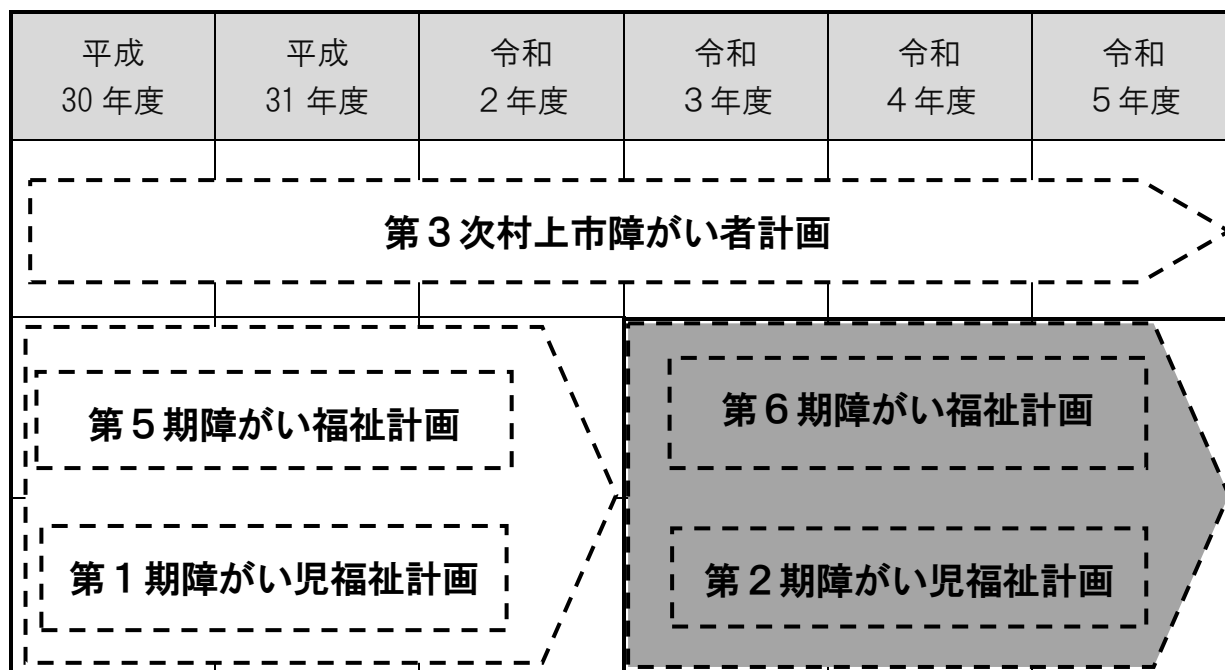 平成 平成 令和 令和 令和 令和
30 年度 31 年度 ２年度 ３年度 ４年度 ５年度
第３次村上市障がい者計画
第５期障がい福祉計画 第６期障がい福祉計画
第１期障がい児福祉計画 第２期障がい児福祉計画